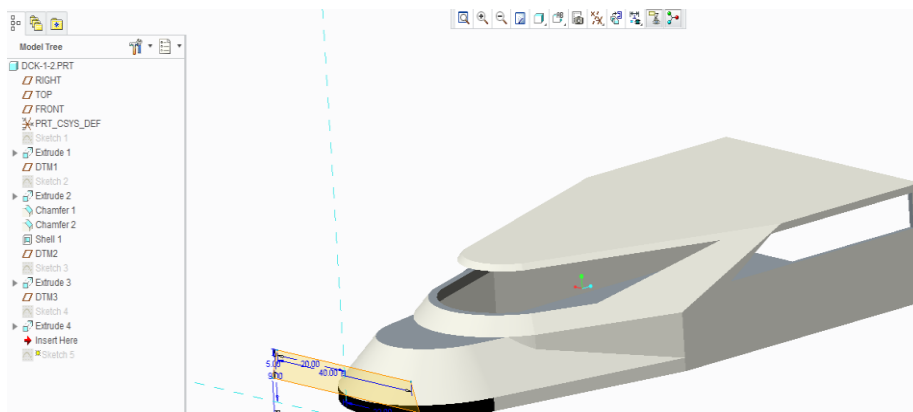 Model Tree
DCK-1-2.PRT
RIGHT
TOP
FRONT
PRT_CSYS_DEF
Sketch 1
Extrude 1
DTM1
Sketch 2
Extrude 2
Chamfer 1
Chamfer 2
Shell 1
DTM2
Sketch 3
Extrude 3
DTM3
Sketch 4
Extrude 4
Insert Here
Sketch 5
5.00
20.00
40.00